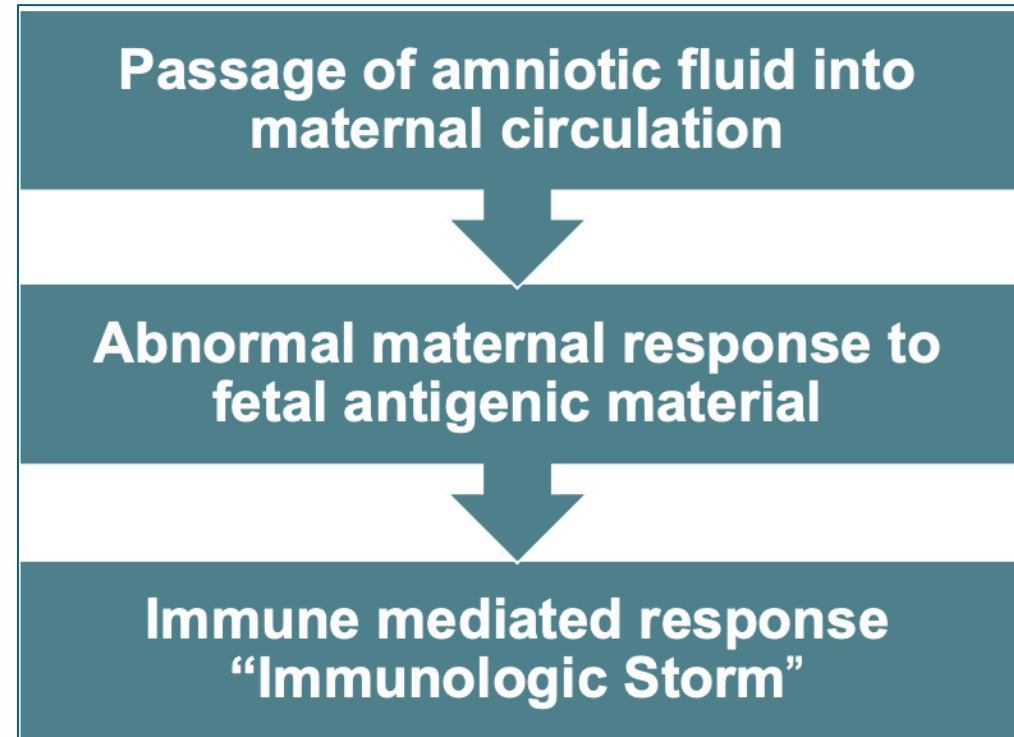 Passage of amniotic fluid into
maternal circulation
Abnormal maternal response to
fetal antigenic material
Immune mediated response
“Immunologic Storm”